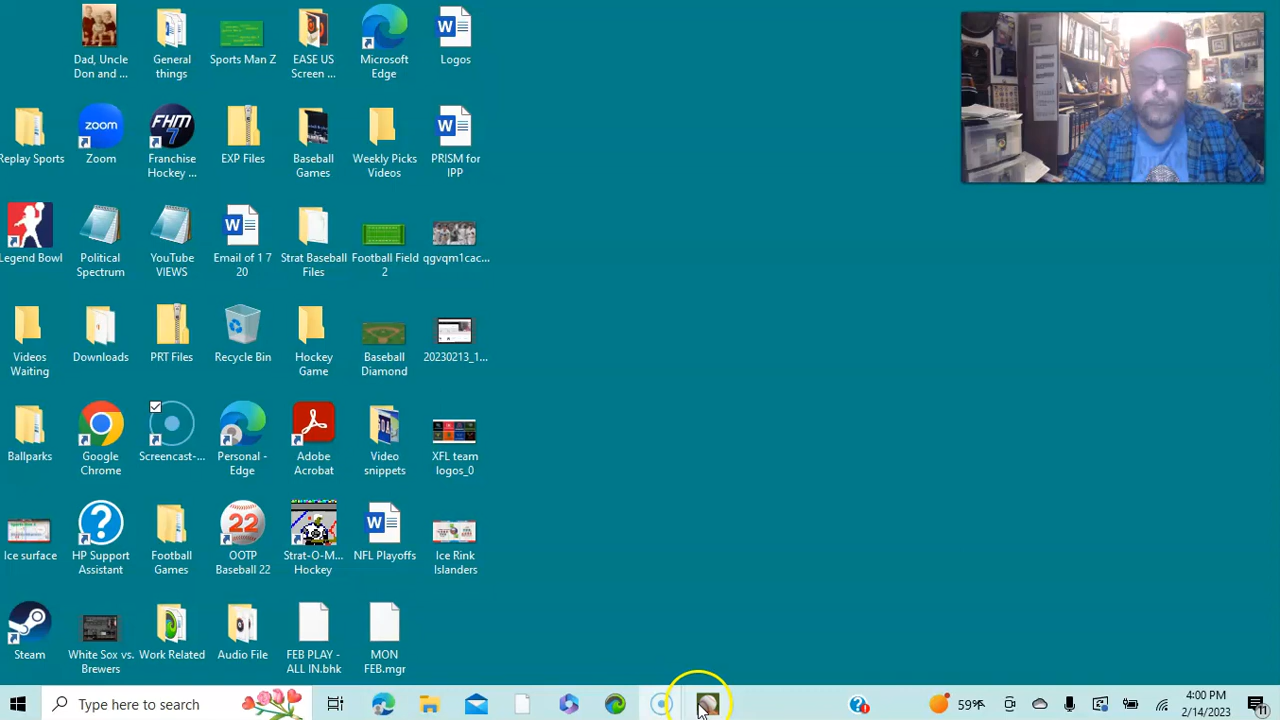 Dad, Uncle Don and ...
General things
Sports Man Z
EASE US Screen ...
Microsoft Edge
Logos
Replay Sports
zoom
Zoom
FHM 7
Franchise Hockey ...
EXP Files
Baseball Games
Weekly Picks Videos
PRISM for IPP
Legend Bowl
Political Spectrum
YouTube VIEWS
Email of 1 7 20
Strat Baseball Files
Football Field 2
qgvqm1cac...
Videos Waiting
Downloads
PRT Files
Recycle Bin
Hockey Game
Baseball Diamond
20230213_1...
Ballparks
Google Chrome
Screencast-...
Personal - Edge
Adobe Acrobat
Video snippets
XFL team logos_0
Ice surface
HP Support Assistant
Football Games
22
OOTP Baseball 22
Strat-O-M... Hockey
NFL Playoffs
Ice Rink Islanders
Steam
White Sox vs. Brewers
Work Related
Audio File
FEB PLAY - ALL IN.bhk
MON FEB.mgr
Type here to search
59°F
4:00 PM
2/14/2023
11